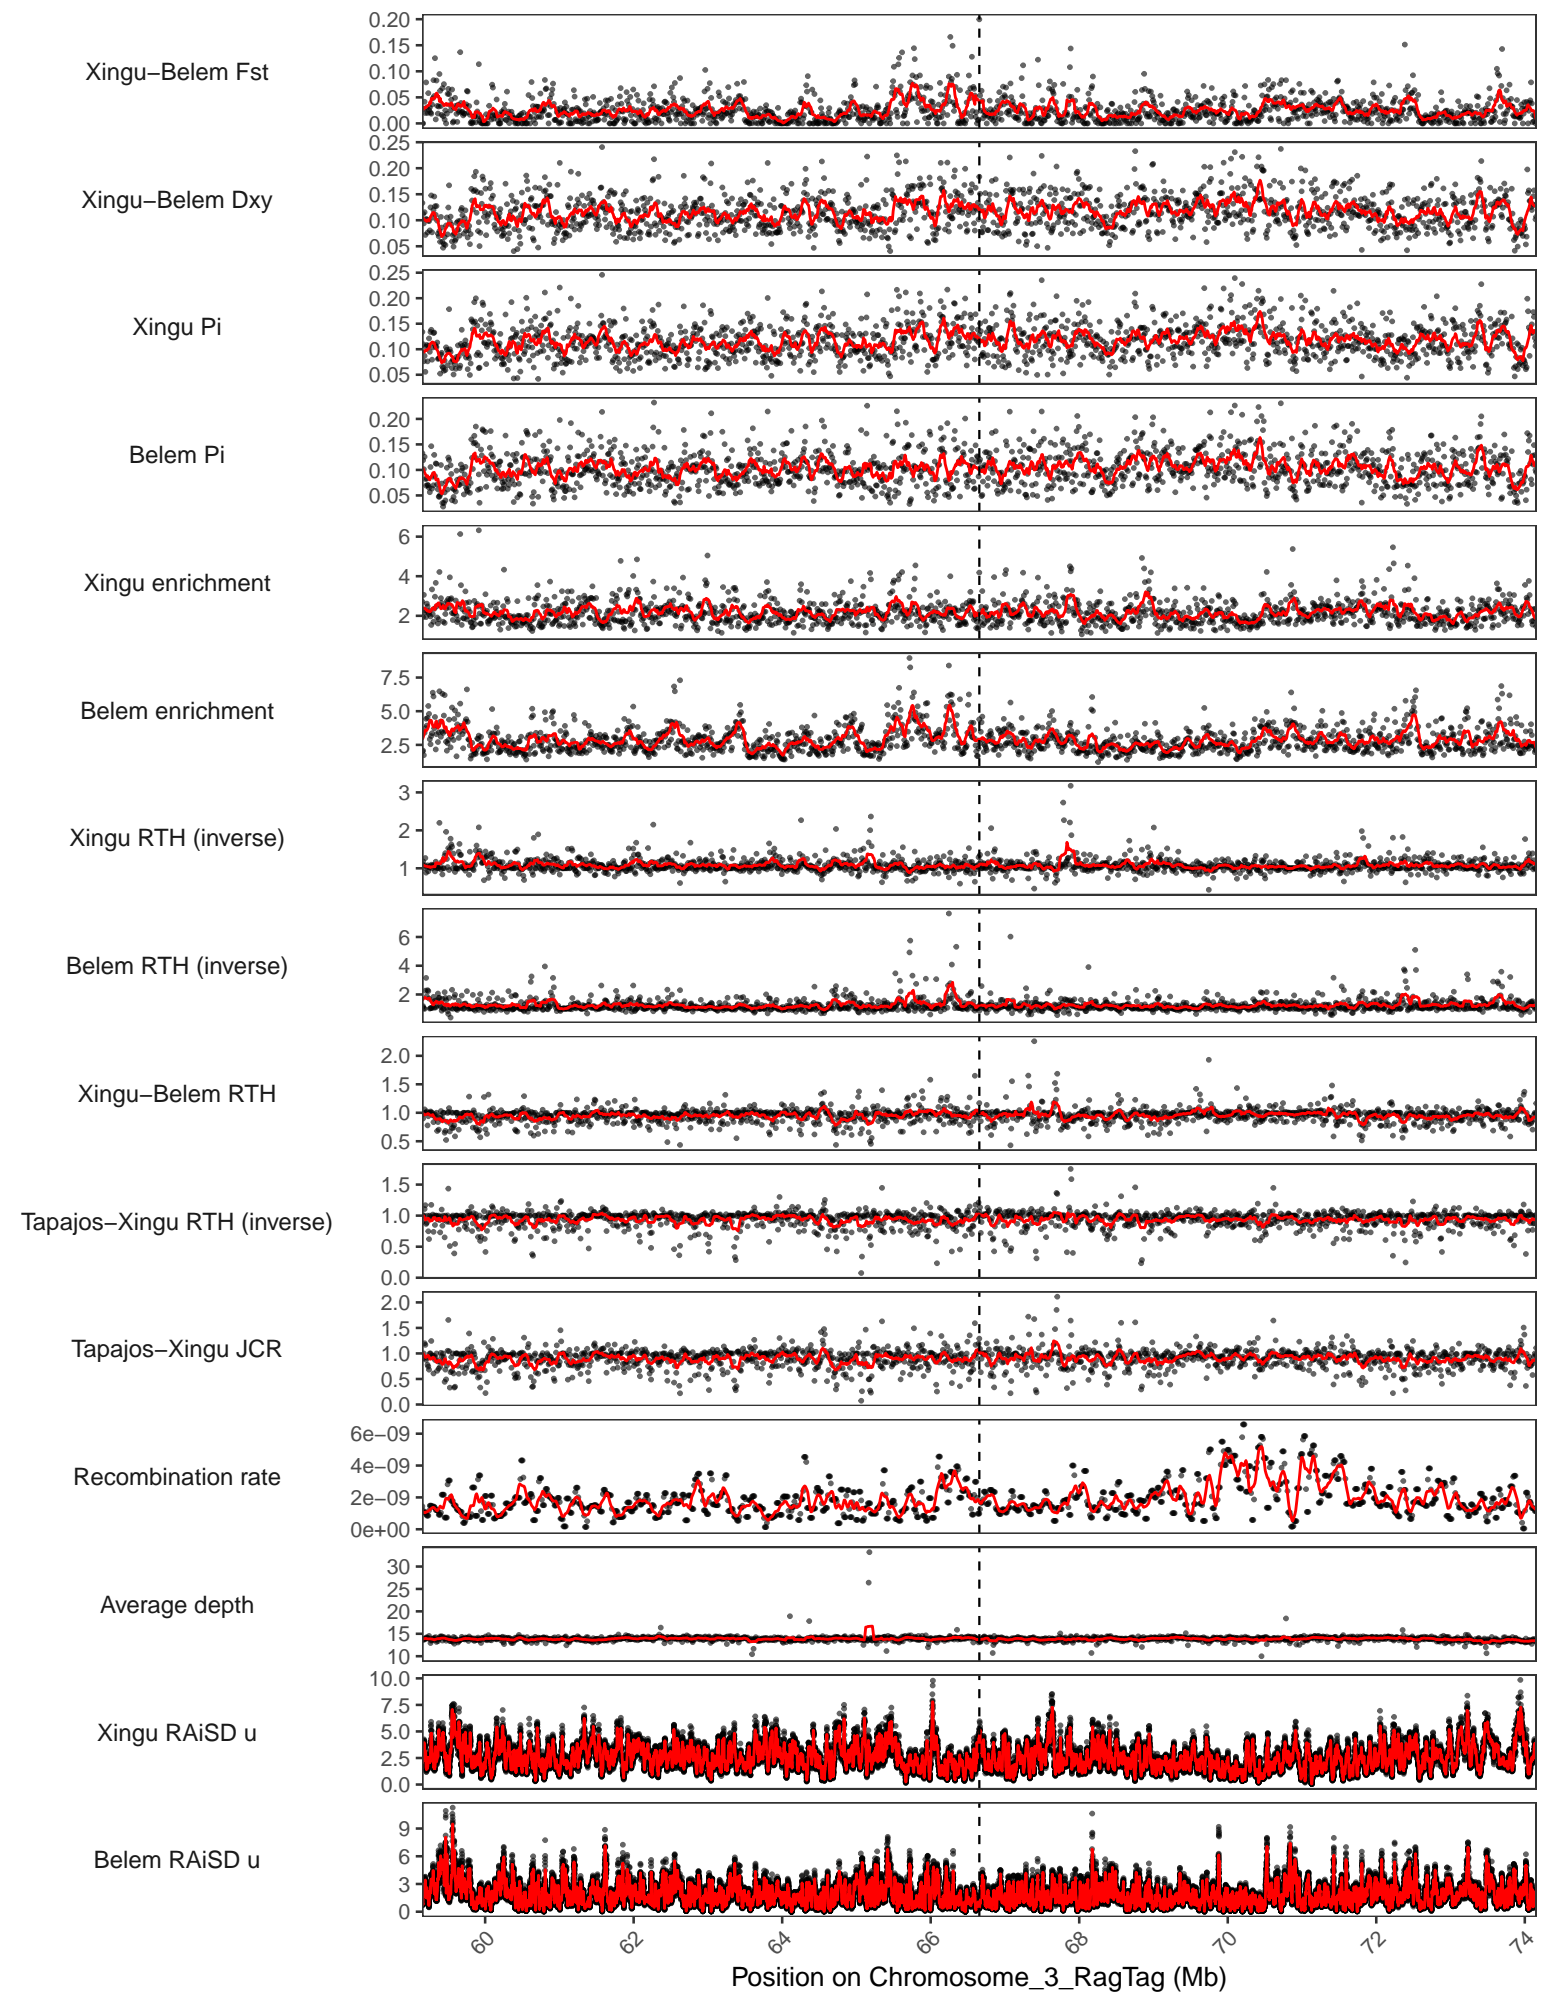 Xingu−Belem Fst
0.20
0.15
0.10
0.05
0.00
Xingu−Belem Dxy
0.25
0.20
0.15
0.10
0.05
Xingu Pi
0.25
0.20
0.15
0.10
0.05
Belem Pi
0.20
0.15
0.10
0.05
Xingu enrichment
6
4
2
Belem enrichment
7.5
5.0
2.5
Xingu RTH (inverse)
3
2
1
Belem RTH (inverse)
6
4
2
Xingu−Belem RTH
2.0
1.5
1.0
0.5
Tapajos−Xingu RTH (inverse)
1.5
1.0
0.5
0.0
Tapajos−Xingu JCR
2.0
1.5
1.0
0.5
0.0
Recombination rate
6e−09
4e−09
2e−09
0e+00
Average depth
30
25
20
15
10
Xingu RAiSD u
10.0
7.5
5.0
2.5
0.0
Belem RAiSD u
9
6
3
0
60 62 64 66 68 70 72 74
Position on Chromosome_3_RagTag (Mb)